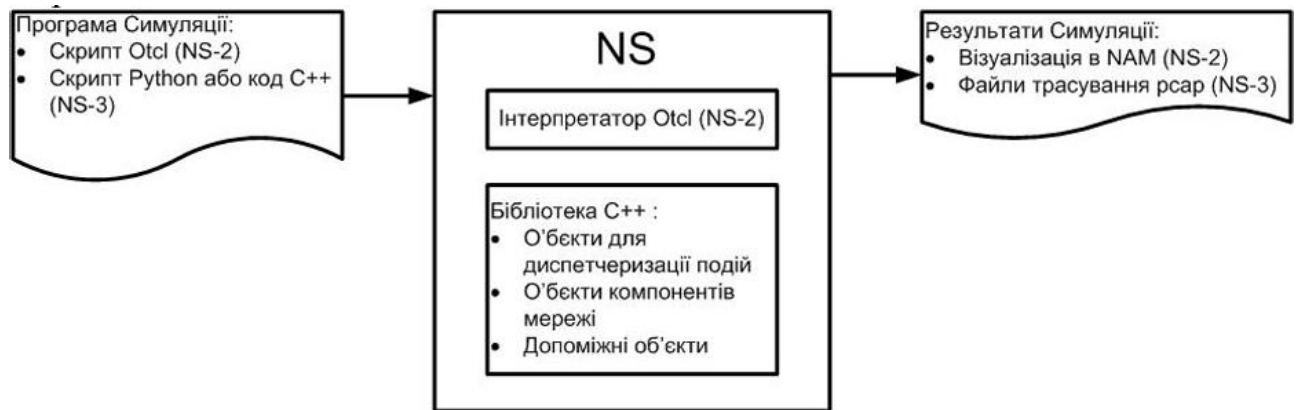 Програма Симуляції:
• Скрипт Otcl (NS-2)
• Скрипт Python або код C++
(NS-3)
NS
Інтерпретатор Otcl (NS-2)
Бібліотека C++ :
• О'бєкти для
диспетчеризації подій
• О'бєкти компонентів
мережі
• Допоміжні об'єкти
Результати Симуляції:
• Візуалізація в NAM (NS-2)
• Файли трасування pcap (NS-3)